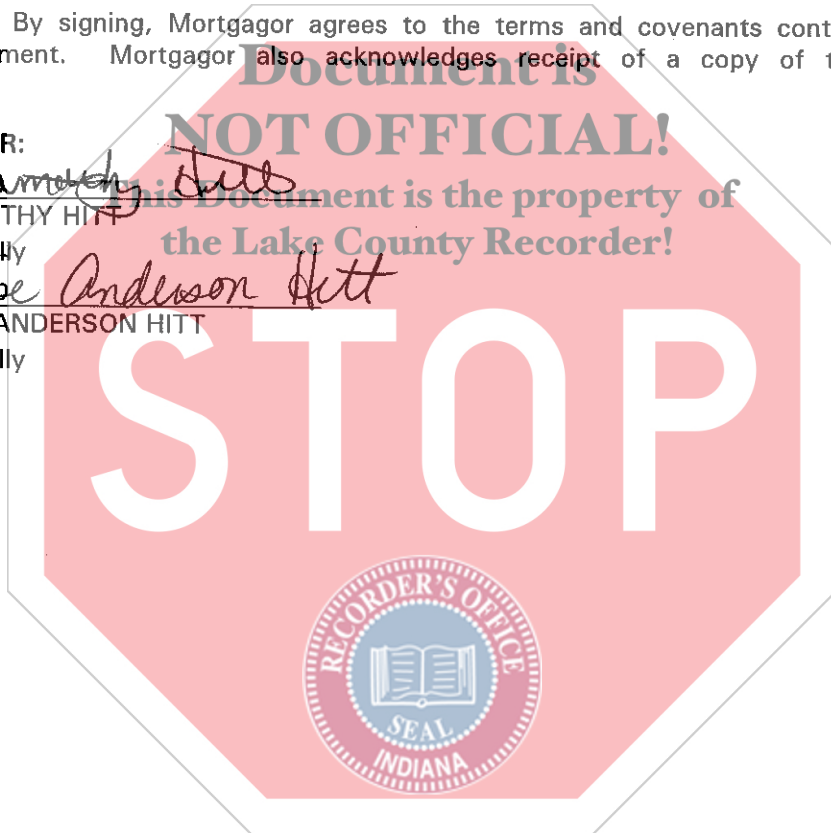 By signing, Mortgagor agrees to the terms and covenants cont
ment. Mortgagor also acknowledges receipt of a copy of t
Document is
NOT OFFICIAL!
R:
This Document is the property of
THY HITT
the Lake County Recorder!
lly
Anderson Hitt
ANDERSON HITT
lly
STOP
RECORDER'S OFFICE
SEAL
INDIANA